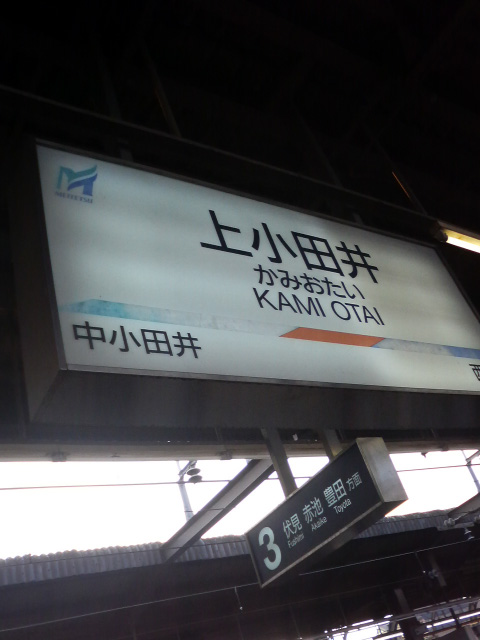 MEITETSU
上小田井
かみおたい
KAMI OTAI
中小田井
3 伏見 赤池 豊田 方面
Fushimi Akaike Toyota